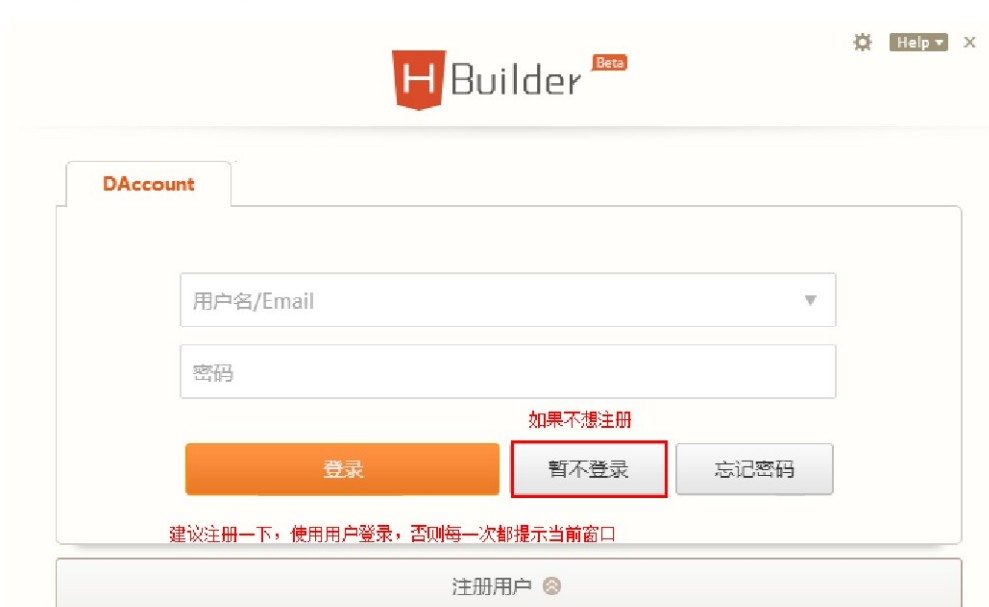 Help
H Builder Beta
DAccount
用户名/Email
密码
如果不想注册
登录 暂不登录 忘记密码
建议注册一下，使用用户登录，否则每一次都提示当前窗口
注册用户